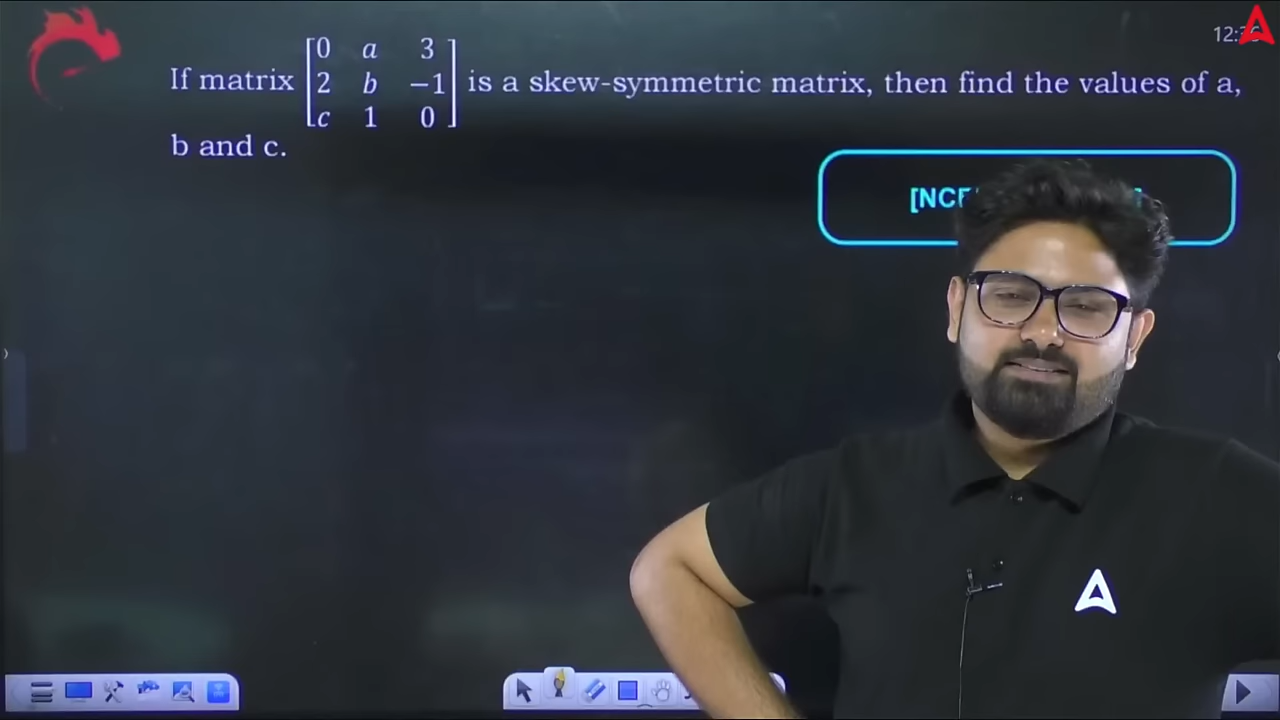 If matrix [0 a 3
2 b −1
c 1 0] is a skew-symmetric matrix, then find the values of a,
b and c.